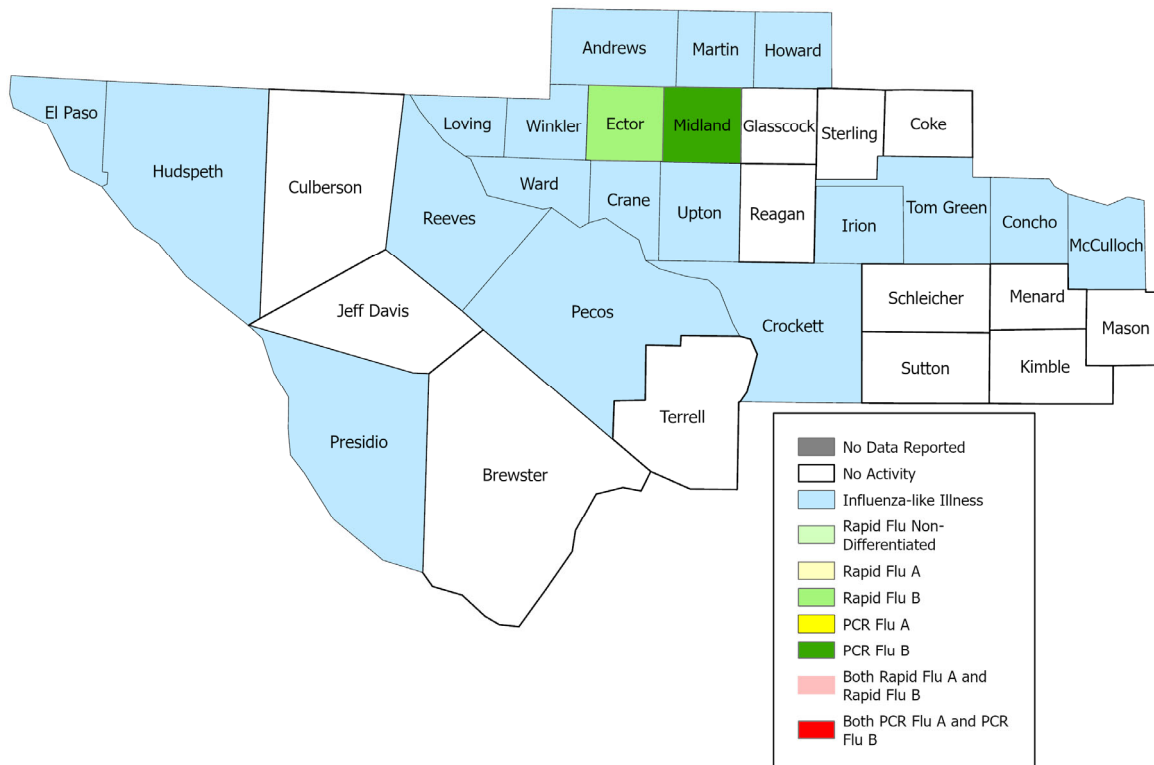 Andrews
Martin
Howard
El Paso
Hudspeth
Culberson
Loving
Winkler
Ector
Midland
Glasscock
Sterling
Coke
Reeves
Ward
Crane
Upton
Reagan
Irion
Tom Green
Concho
McCulloch
Jeff Davis
Pecos
Crockett
Schleicher
Menard
Mason
Sutton
Kimble
Presidio
Brewster
Terrell
No Data Reported
No Activity
Influenza-like Illness
Rapid Flu Non-
Differentiated
Rapid Flu A
Rapid Flu B
PCR Flu A
PCR Flu B
Both Rapid Flu A and
Rapid Flu B
Both PCR Flu A and PCR
Flu B